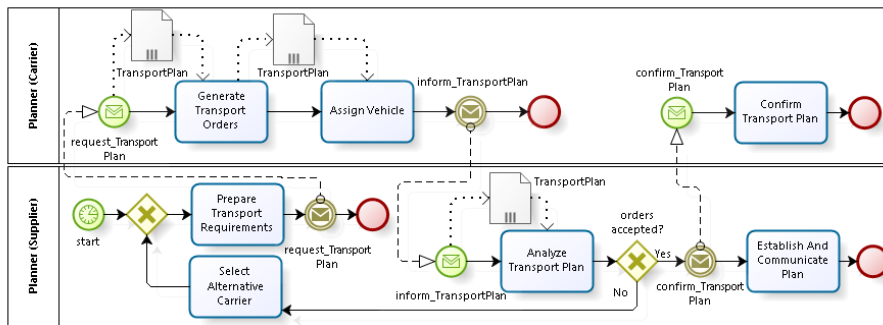 Planner (Carrier)
TransportPlan
TransportPlan
request_Transport
Plan
Generate
Transport
Orders
Assign Vehicle
inform_TransportPlan
confirm_Transport
Plan
Confirm
Transport Plan
Planner (Supplier)
start
Prepare
Transport
Requirements
request_Transport
Plan
Select
Alternative
Carrier
TransportPlan
inform_TransportPlan
Analyze
Transport Plan
orders
accepted?
Yes
No
confirm_Transport
Plan
Establish And
Communicate
Plan